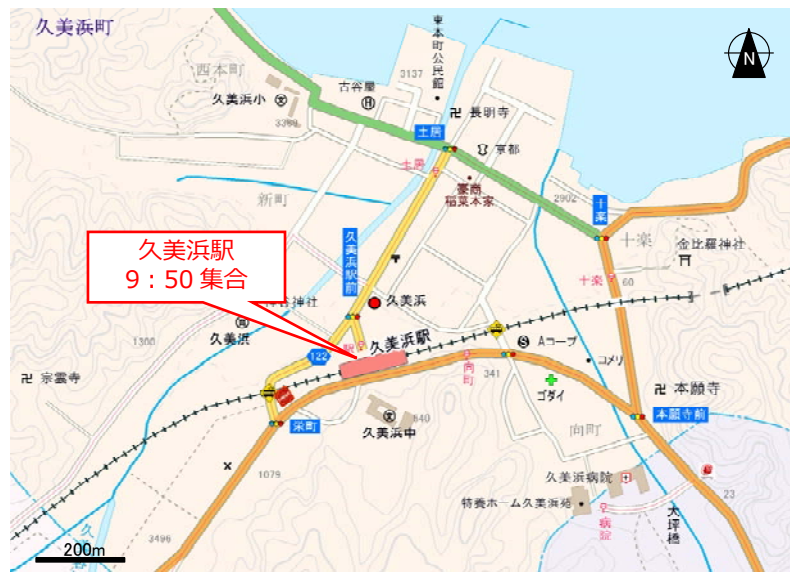 久美浜町
N
西本町
久美浜小
3399
古谷屋
3137
東本町公民館
長明寺
土居
土居
京都
豪商
稲葉本家
2902
十楽
十楽
十楽
60
金比羅神社
新町
久美浜駅
9：50 集合
久美浜駅前
久美浜
神谷神社
久美浜
1300
宗雲寺
122
駅
久美浜駅
向町
341
Aコープ
コメリ
ゴダイ
本願寺
本願寺前
向町
栄町
久美浜中
640
1079
3496
久美浜病院
特養ホーム久美浜苑
病院
大坪橋
23
200m